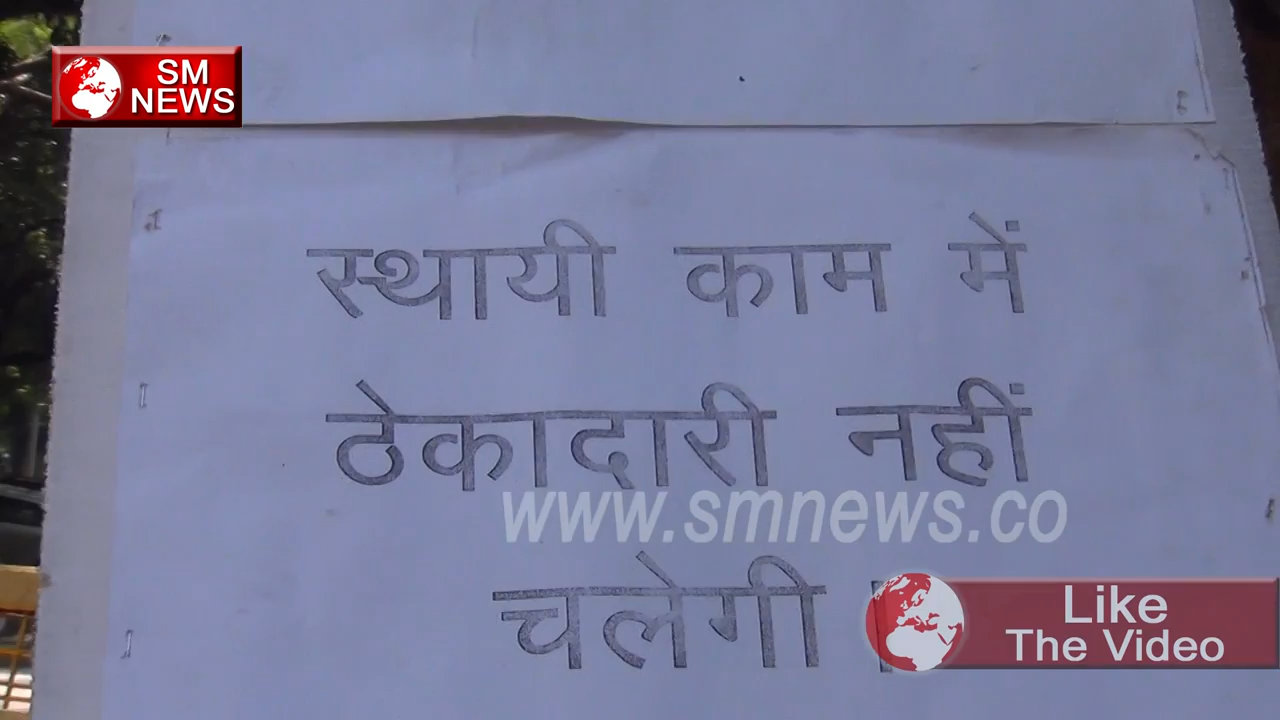 SM
NEWS
स्थायी काम में
ठेकादारी नहीं
www.smnews.co
चलेगी ।
Like
The Video